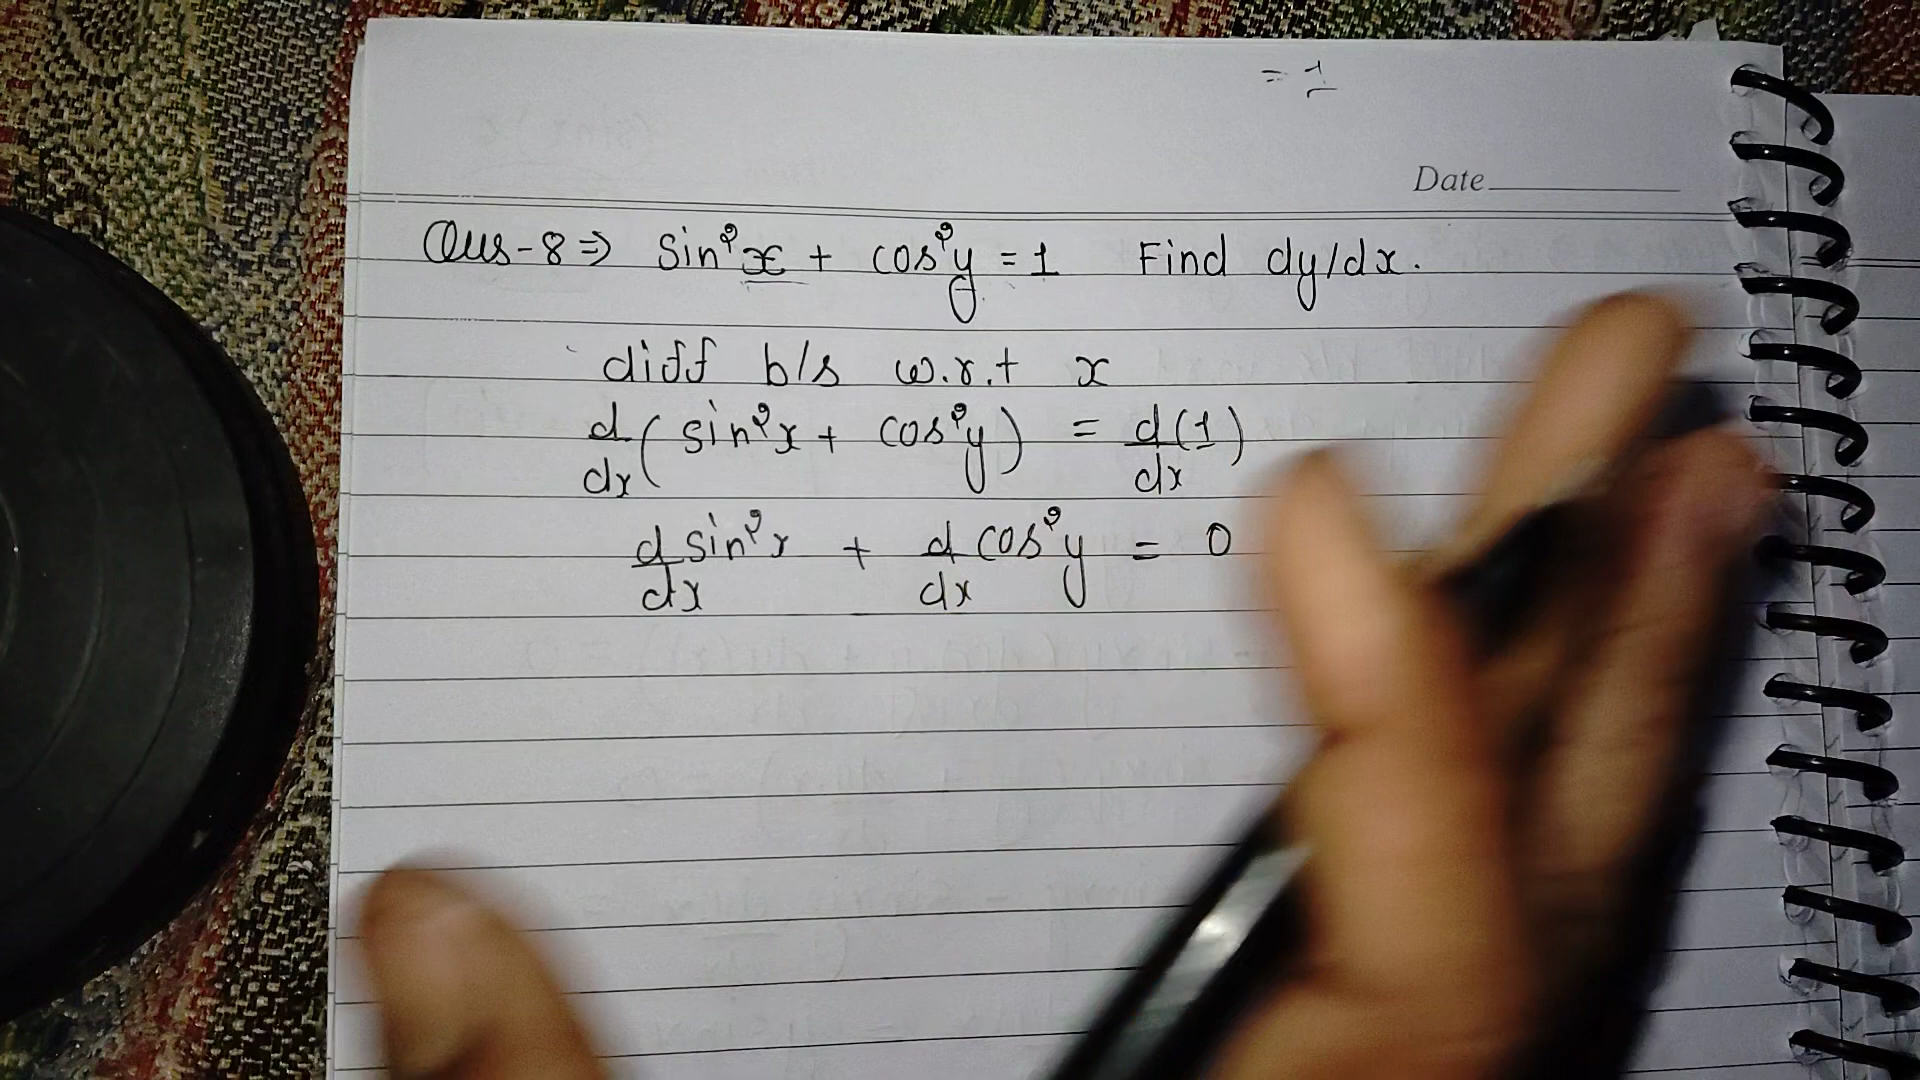 = 1
Date
Ques-8 ⇒ sin²x + cos²y = 1 Find dy/dx.
diff b/s w.r.t x
d/dx (sin²x + cos²y) = d/dx (1)
d/dx sin²x + d/dx cos²y = 0